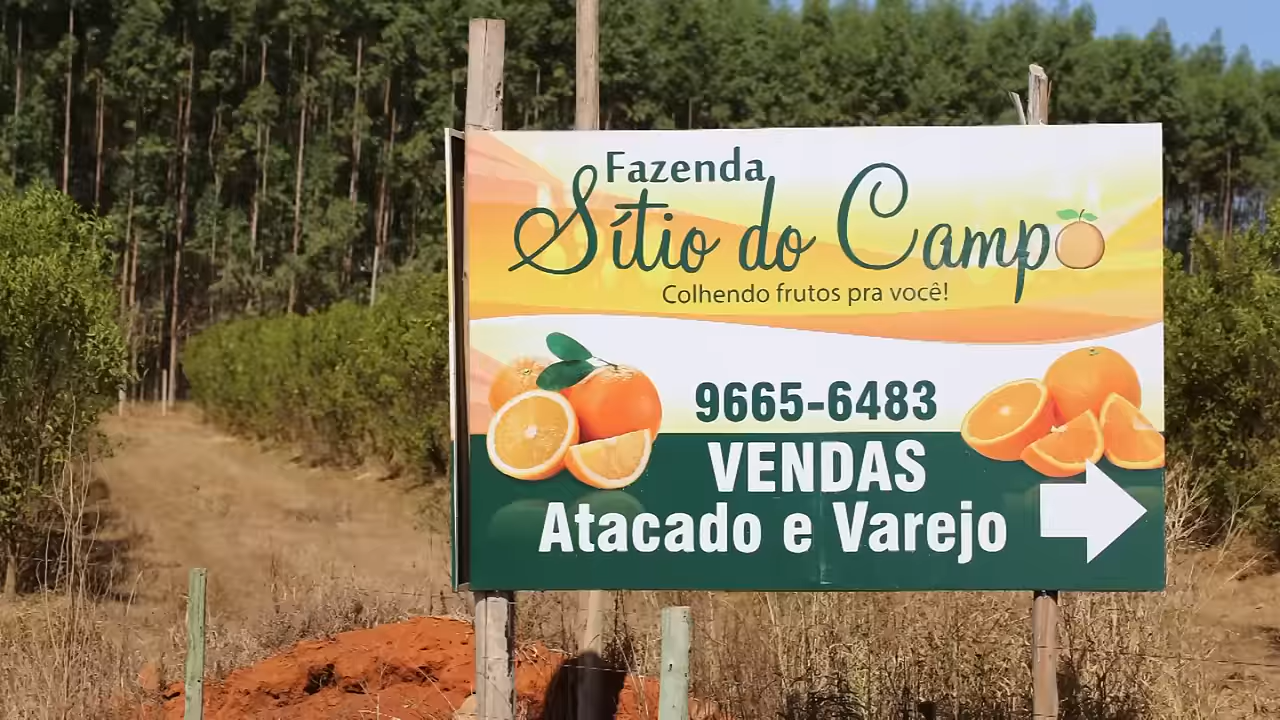 Fazenda
Sítio do Campo
Colhendo frutos pra você!
9665-6483
VENDAS
Atacado e Varejo